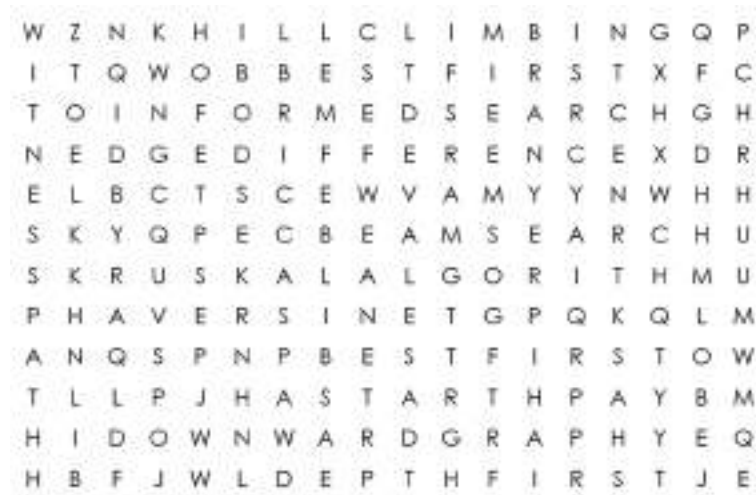 W Z N K H I L L C L I M B I N G Q P
I T Q W O B B E S T F I R S T X F C
T O I N F O R M E D S E A R C H G H
N E D G E D I F F E R E N C E X D R
E L B C T S C E W V A M Y Y N W H H
S K Y Q P E C B E A M S E A R C H U
S K R U S K A L A L G O R I T H M U
P H A V E R S I N E T G P Q K Q L M
A N Q S P N P B E S T F I R S T O W
T L L P J H A S T A R T H P A Y B M
H I D O W N W A R D G R A P H Y E Q
H B F J W L D E P T H F I R S T J E